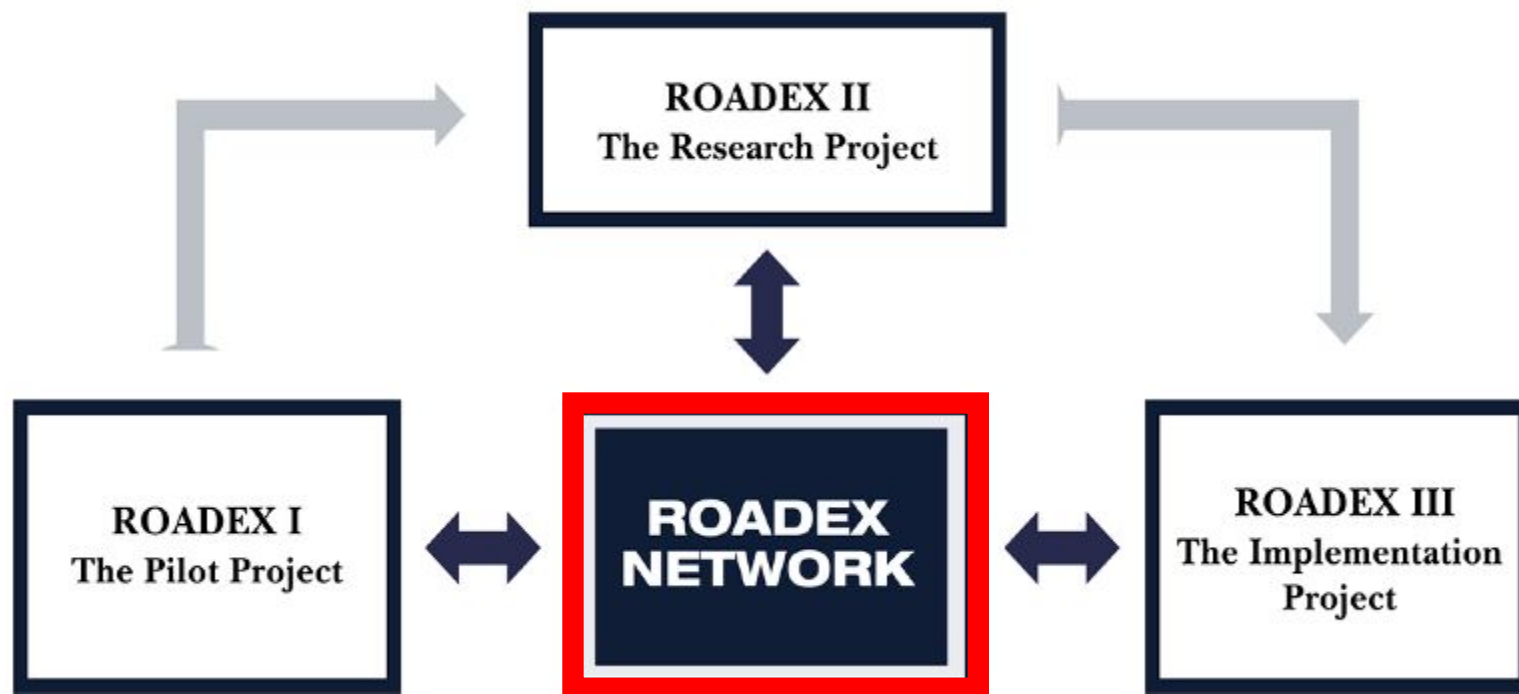 ROADEX II
The Research Project
ROADEX I
The Pilot Project
ROADEX
NETWORK
ROADEX III
The Implementation
Project